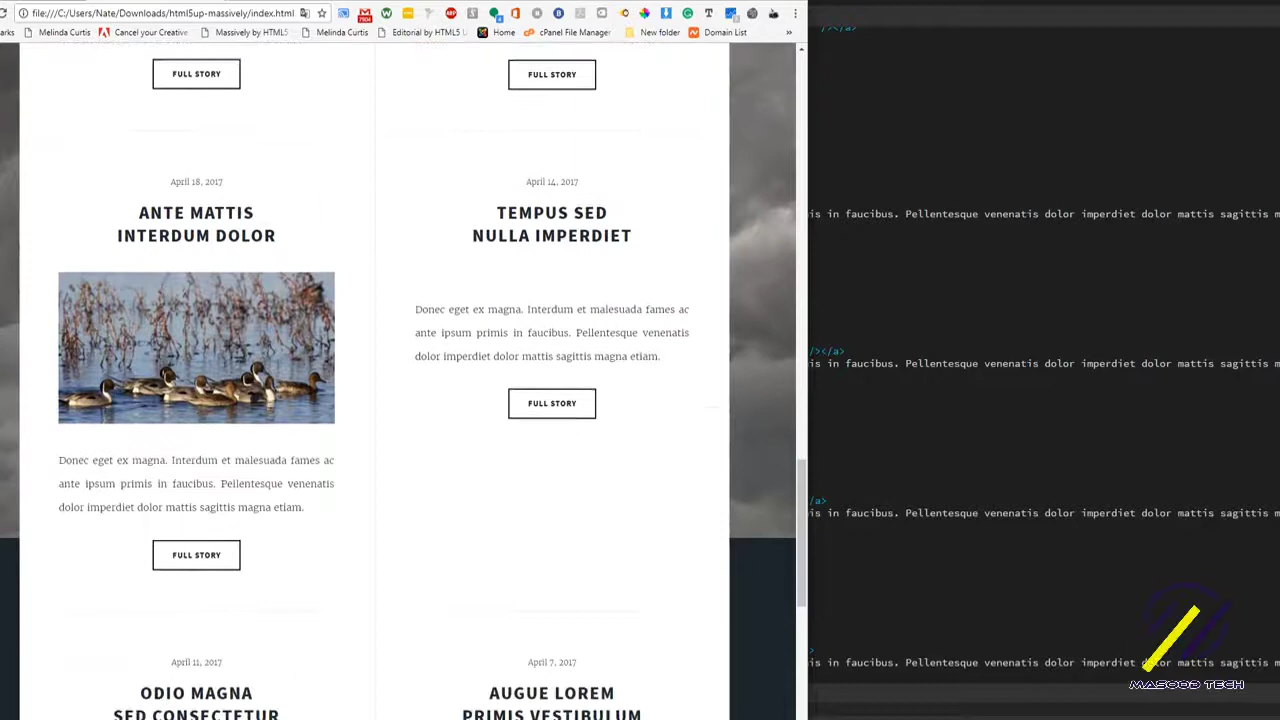 file:///C:/Users/Nate/Downloads/html5up-massively/index.html
7904
ABP
Melinda Curtis
Cancel your Creative
Massively by HTML5
Melinda Curtis
Editorial by HTML5 U
Home
cPanel File Manager
New folder
Domain List
»
/></a>
FULL STORY
FULL STORY
April 18, 2017
ANTE MATTIS
INTERDUM DOLOR
Donec eget ex magna. Interdum et malesuada fames ac
ante ipsum primis in faucibus. Pellentesque venenatis
dolor imperdiet dolor mattis sagittis magna etiam.
FULL STORY
April 14, 2017
TEMPUS SED
NULLA IMPERDIET
Donec eget ex magna. Interdum et malesuada fames ac
ante ipsum primis in faucibus. Pellentesque venenatis
dolor imperdiet dolor mattis sagittis magna etiam.
FULL STORY
April 11, 2017
ODIO MAGNA
SED CONSECTETUR
April 7, 2017
AUGUE LOREM
PRIMIS VESTIBULUM
is in faucibus. Pellentesque venenatis dolor imperdiet dolor mattis sagittis m
/></a>
is in faucibus. Pellentesque venenatis dolor imperdiet dolor mattis sagittis m
/a>
is in faucibus. Pellentesque venenatis dolor imperdiet dolor mattis sagittis m
>
is in faucibus. Pellentesque venenatis dolor imperdiet dolor mattis sagittis m
MASOOD TECH